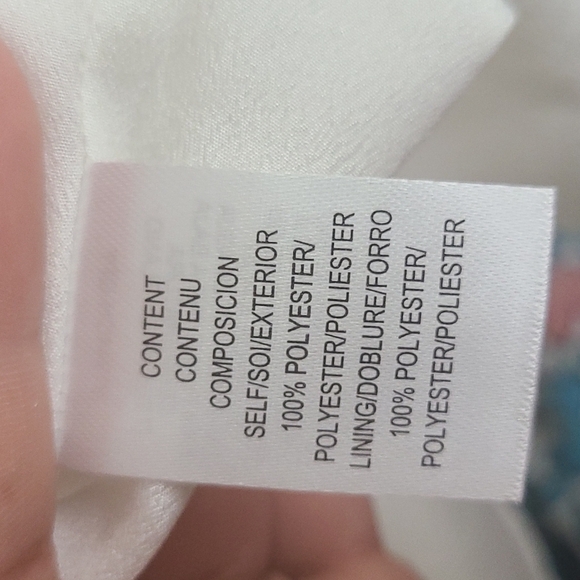 CONTENT
CONTENU
COMPOSICION
SELF/SOI/EXTERIOR
100% POLYESTER/
POLYESTER/POLIESTER
LINING/DOBLURE/FORRO
100% POLYESTER/
POLYESTER/POLIESTER